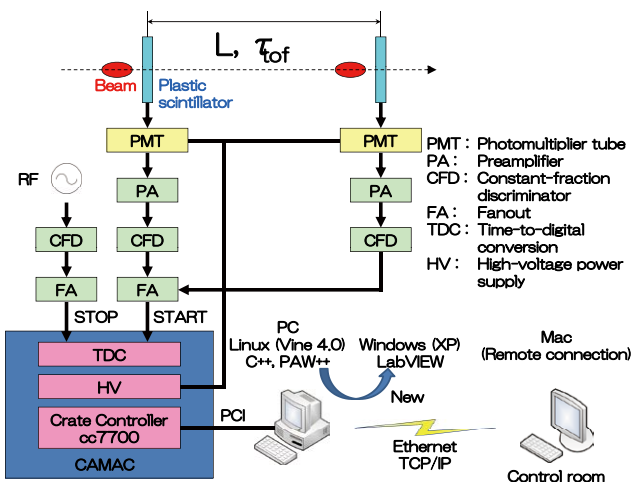 L, τtof
Beam
Plastic
scintillator
PMT
PMT
PMT : Photomultiplier tube
PA : Preamplifier
CFD : Constant-fraction
discriminator
FA : Fanout
TDC : Time-to-digital
conversion
HV : High-voltage power
supply
RF
PA
PA
CFD
CFD
CFD
FA
FA
STOP
START
TDC
HV
Crate Controller
cc7700
CAMAC
PCI
PC
Linux (Vine 4.0)
C++, PAW++
Windows (XP)
LabVIEW
New
Mac
(Remote connection)
Ethernet
TCP/IP
Control room